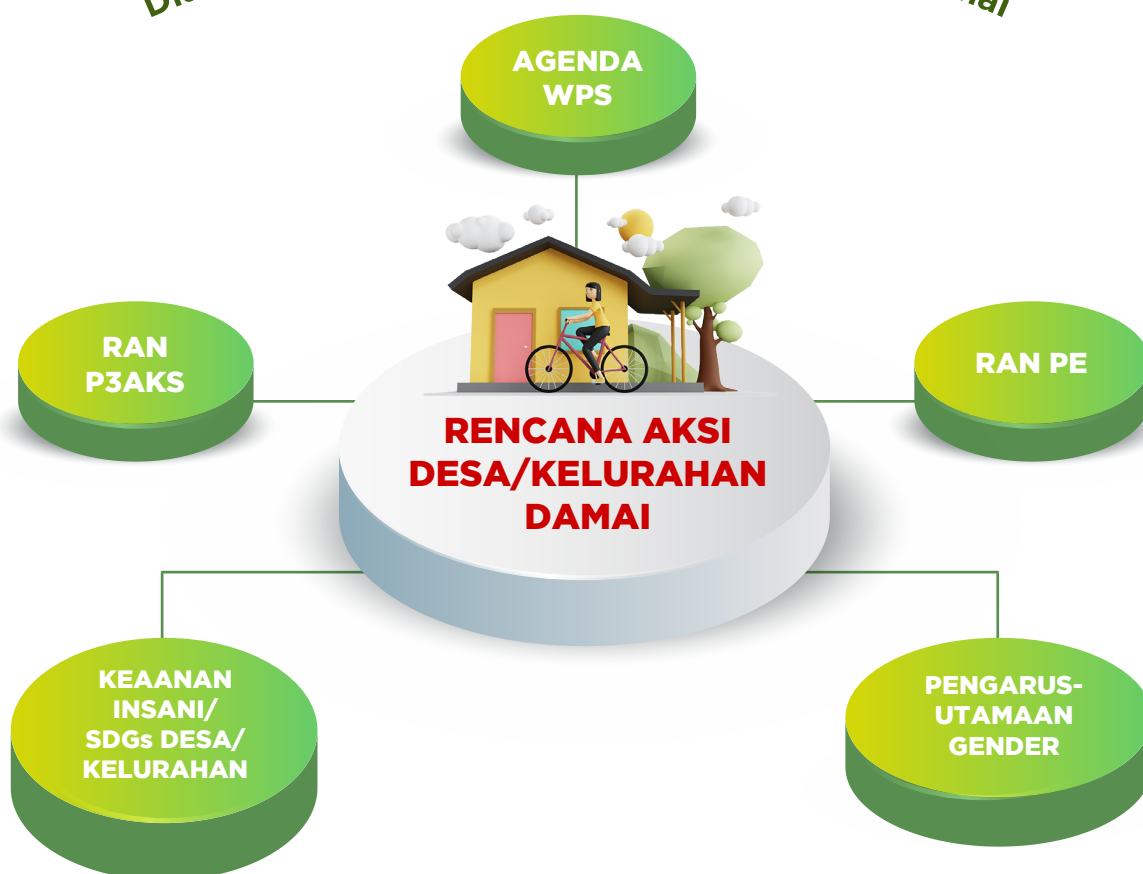 AGENDA
WPS
RAN
P3AKS
RAN PE
RENCANA AKSI
DESA/KELURAHAN
DAMAI
KEAANAN
INSANI/
SDGs DESA/
KELURAHAN
PENGARUS-
UTAMAAN
GENDER